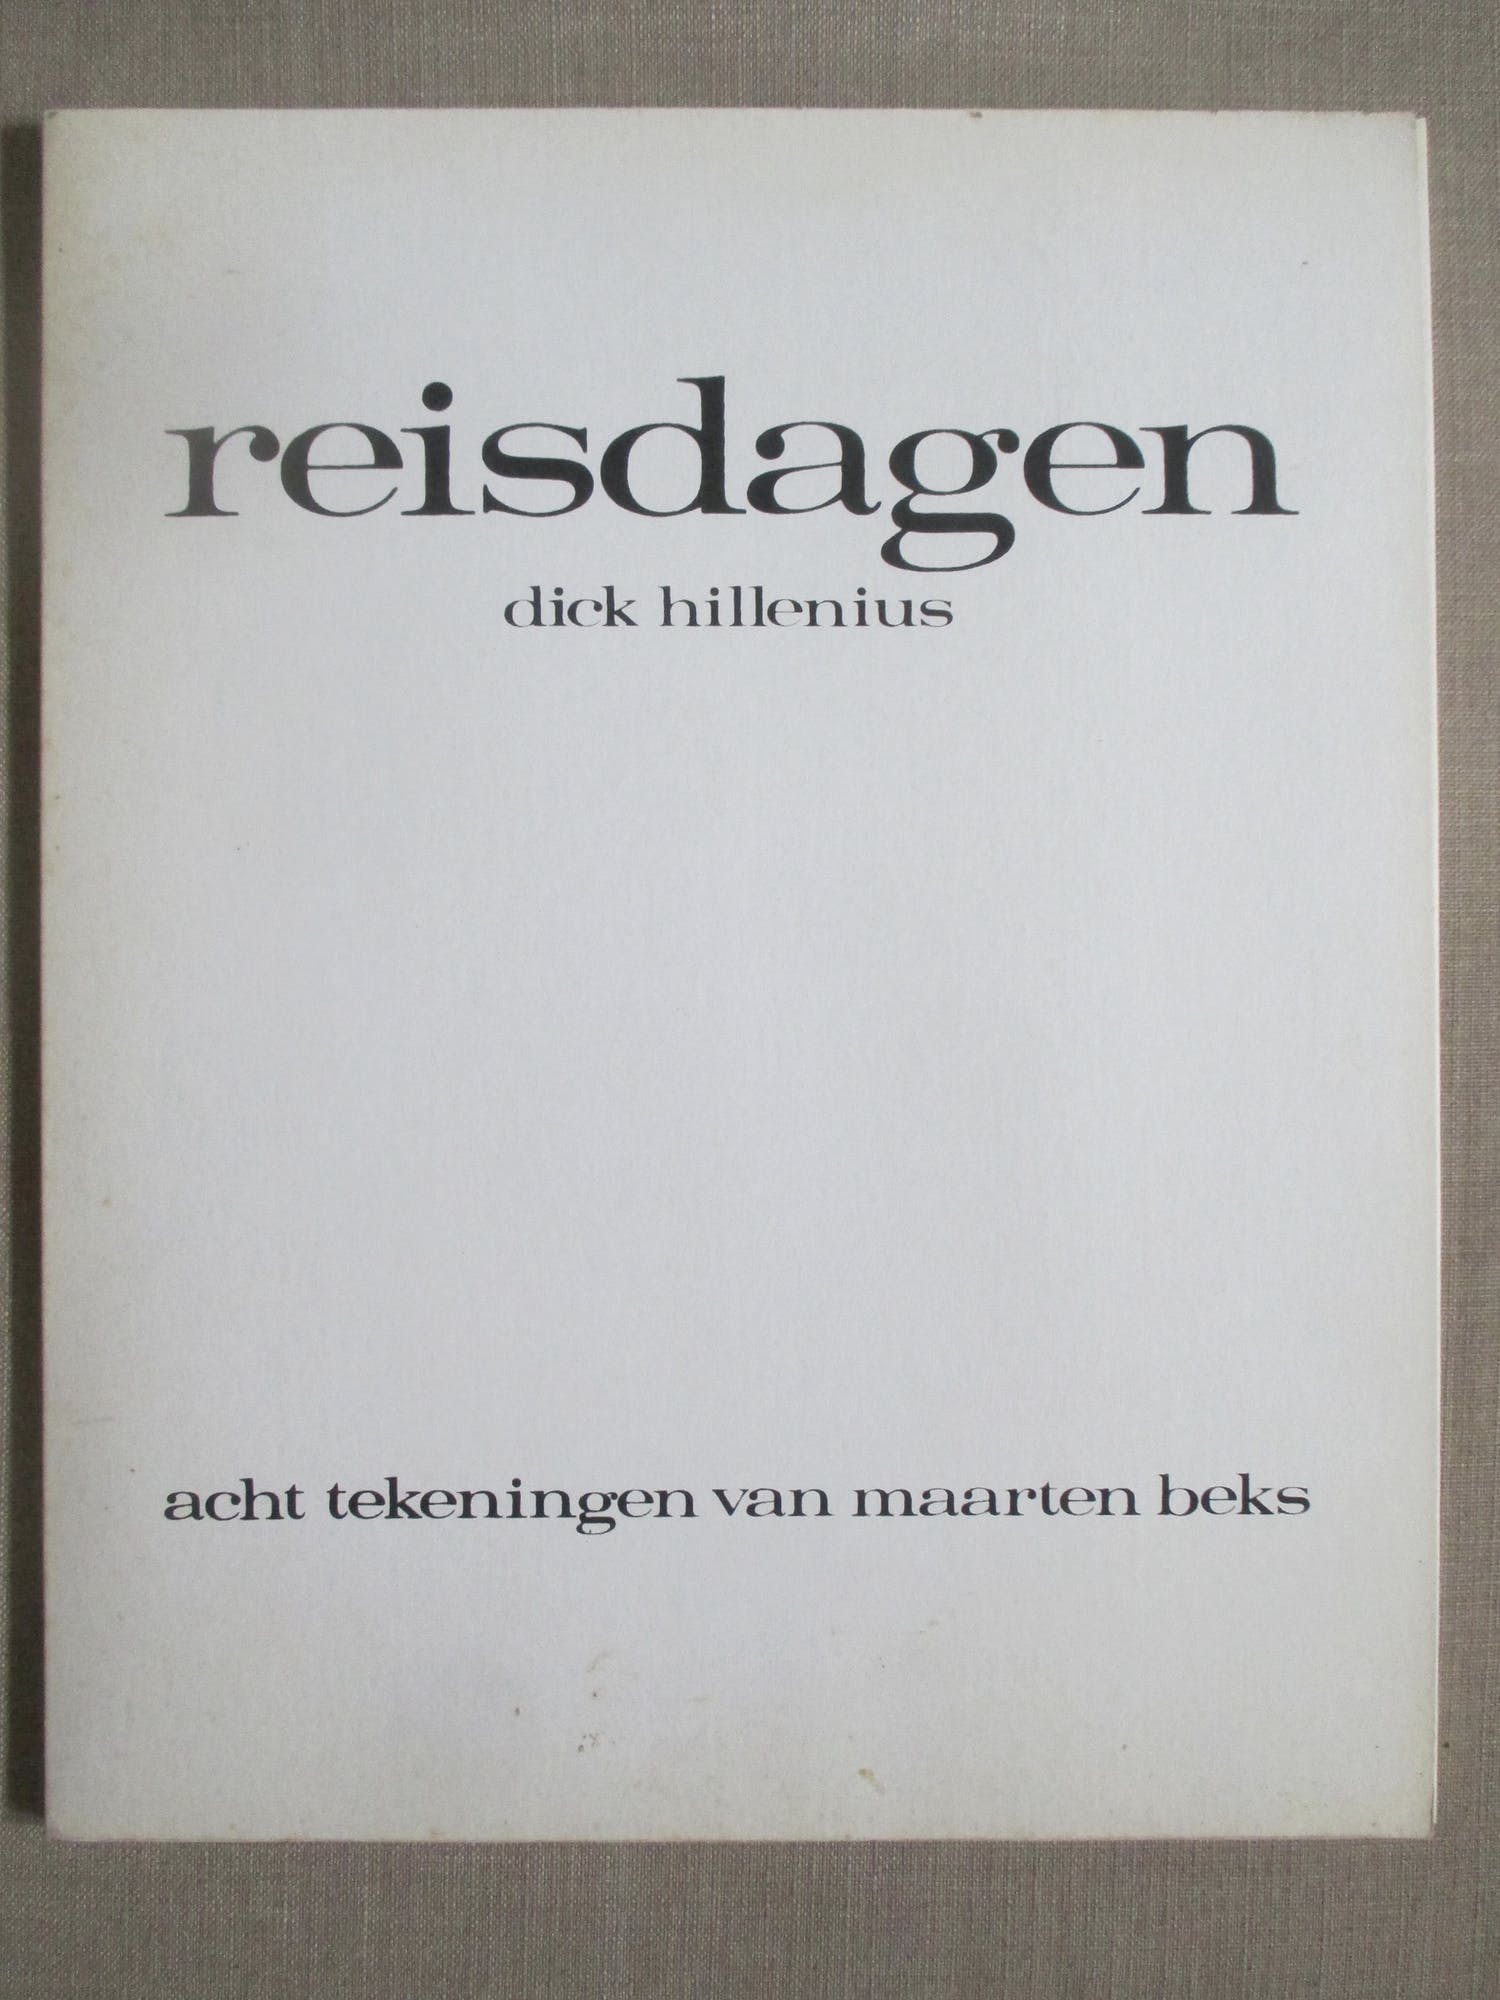 reisdagen
dick hillenius
acht tekeningen van maarten beks